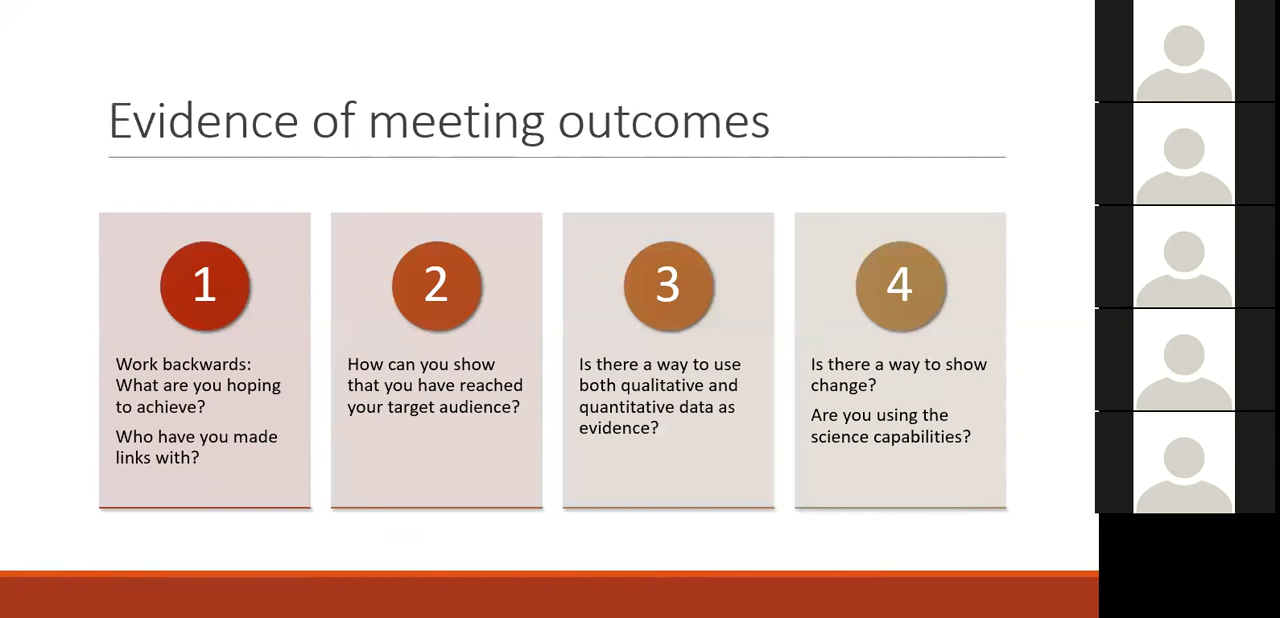 Evidence of meeting outcomes
1
Work backwards:
What are you hoping
to achieve?
Who have you made
links with?
2
How can you show
that you have reached
your target audience?
3
Is there a way to use
both qualitative and
quantitative data as
evidence?
4
Is there a way to show
change?
Are you using the
science capabilities?